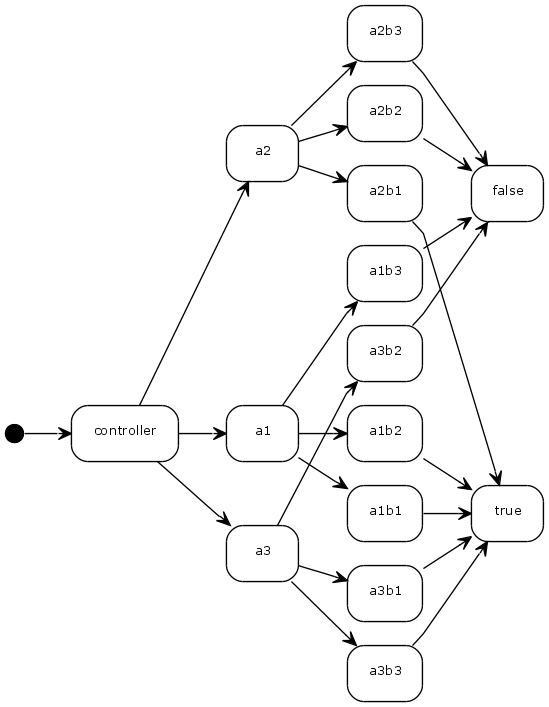 a2b3
a2b2
a2
a2b1
false
a1b3
a3b2
controller
a1
a1b2
a1b1
true
a3
a3b1
a3b3